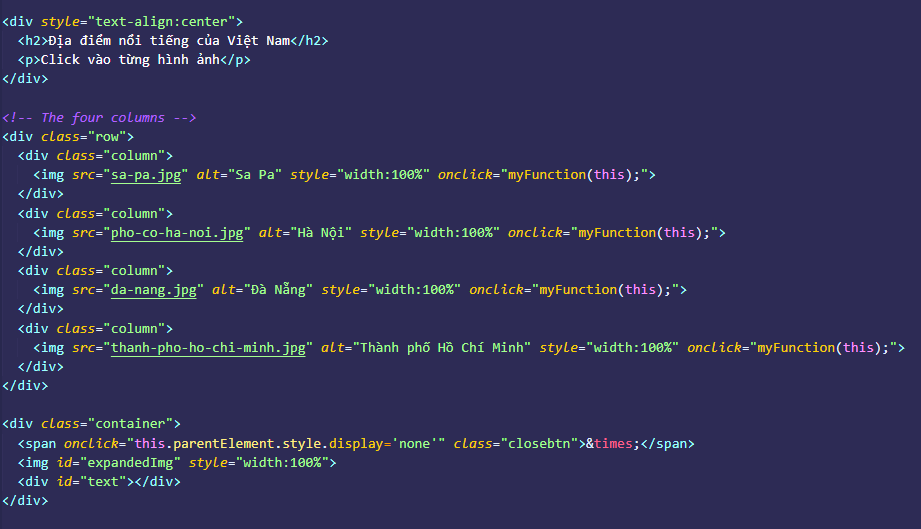 <div style="text-align:center">
  <h2>Địa điểm nổi tiếng của Việt Nam</h2>
  <p>Click vào từng hình ảnh</p>
</div>

<!-- The four columns -->
<div class="row">
  <div class="column">
    <img src="sa-pa.jpg" alt="Sa Pa" style="width:100%" onclick="myFunction(this);">
  </div>
  <div class="column">
    <img src="pho-co-ha-noi.jpg" alt="Hà Nội" style="width:100%" onclick="myFunction(this);">
  </div>
  <div class="column">
    <img src="da-nang.jpg" alt="Đà Nẵng" style="width:100%" onclick="myFunction(this);">
  </div>
  <div class="column">
    <img src="thanh-pho-ho-chi-minh.jpg" alt="Thành phố Hồ Chí Minh" style="width:100%" onclick="myFunction(this);">
  </div>
</div>

<div class="container">
  <span onclick="this.parentElement.style.display='none'" class="closebtn">&times;</span>
  <img id="expandedImg" style="width:100%">
  <div id="text"></div>
</div>